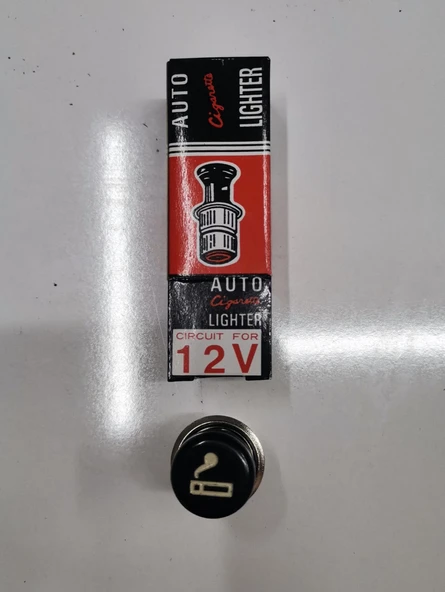 AUTO
Cigarette
LIGHTER
AUTO
Cigarette
LIGHTER
CIRCUIT FOR
12V